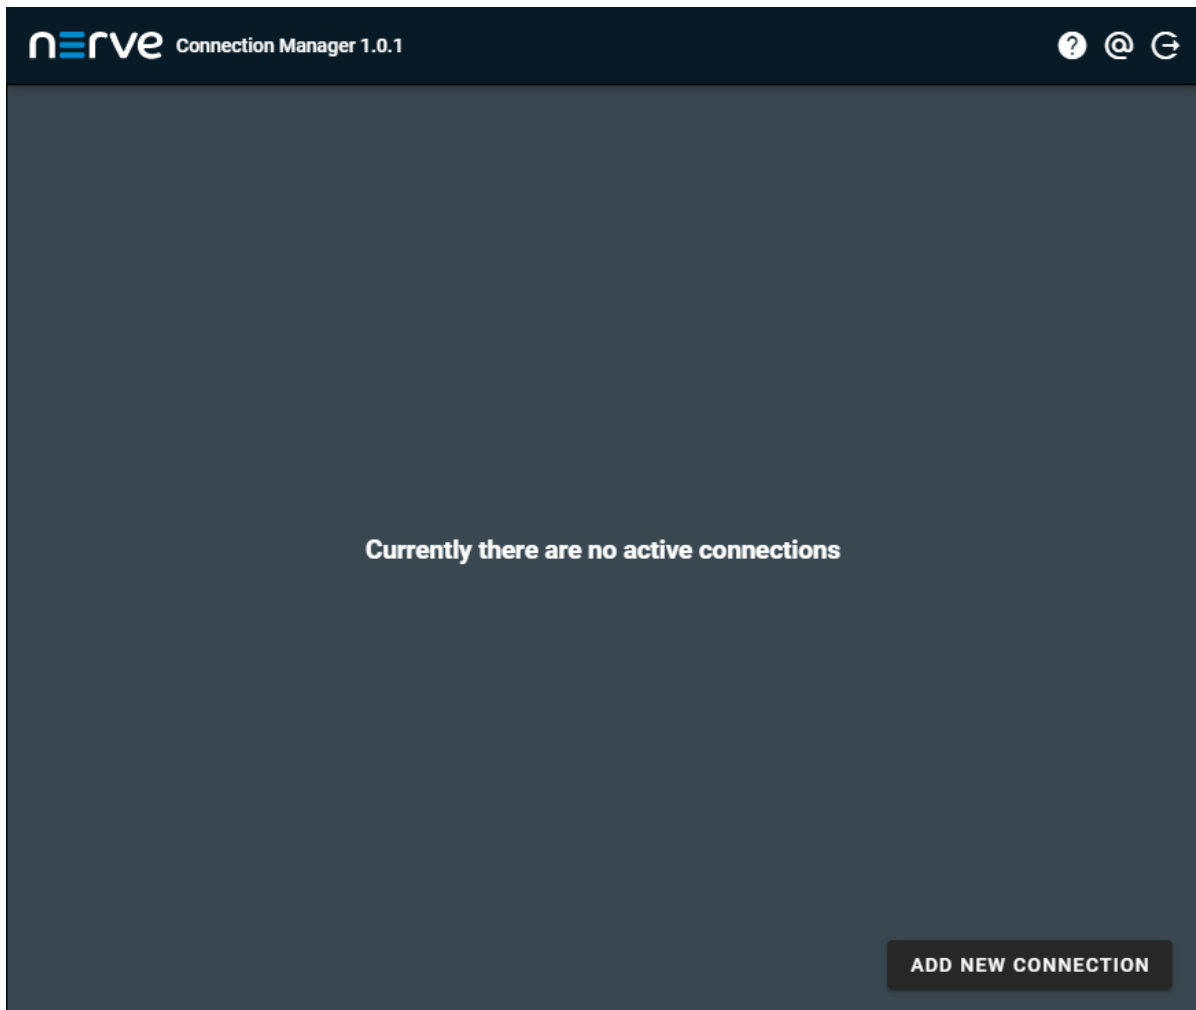 nerve Connection Manager 1.0.1
Currently there are no active connections
ADD NEW CONNECTION